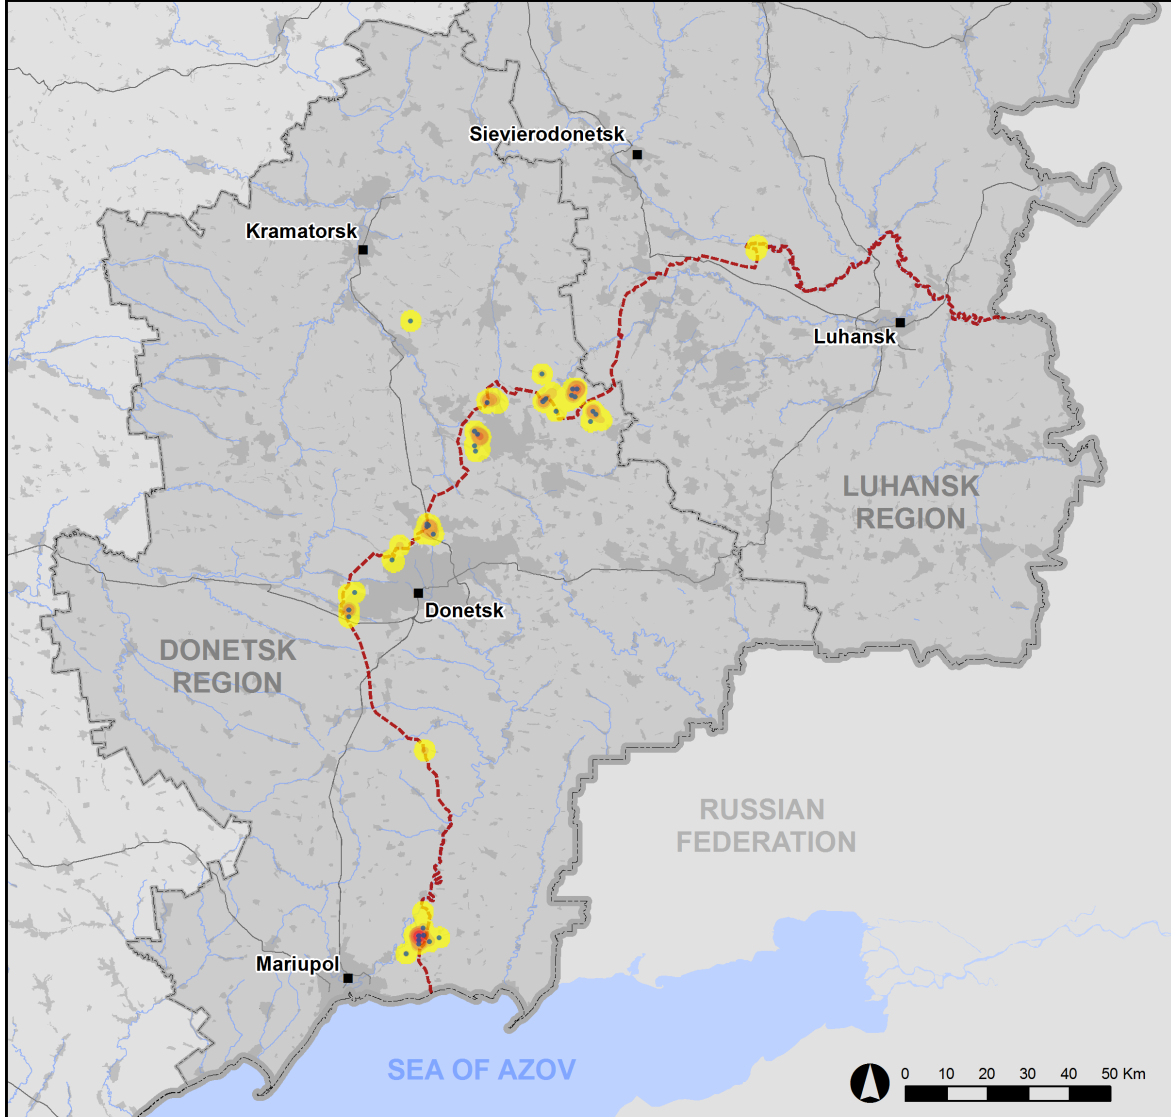 Sievierodonetsk
Kramatorsk
Luhansk
LUHANSK
REGION
Donetsk
DONETSK
REGION
RUSSIAN
FEDERATION
Mariupol
SEA OF AZOV
0 10 20 30 40 50 Km